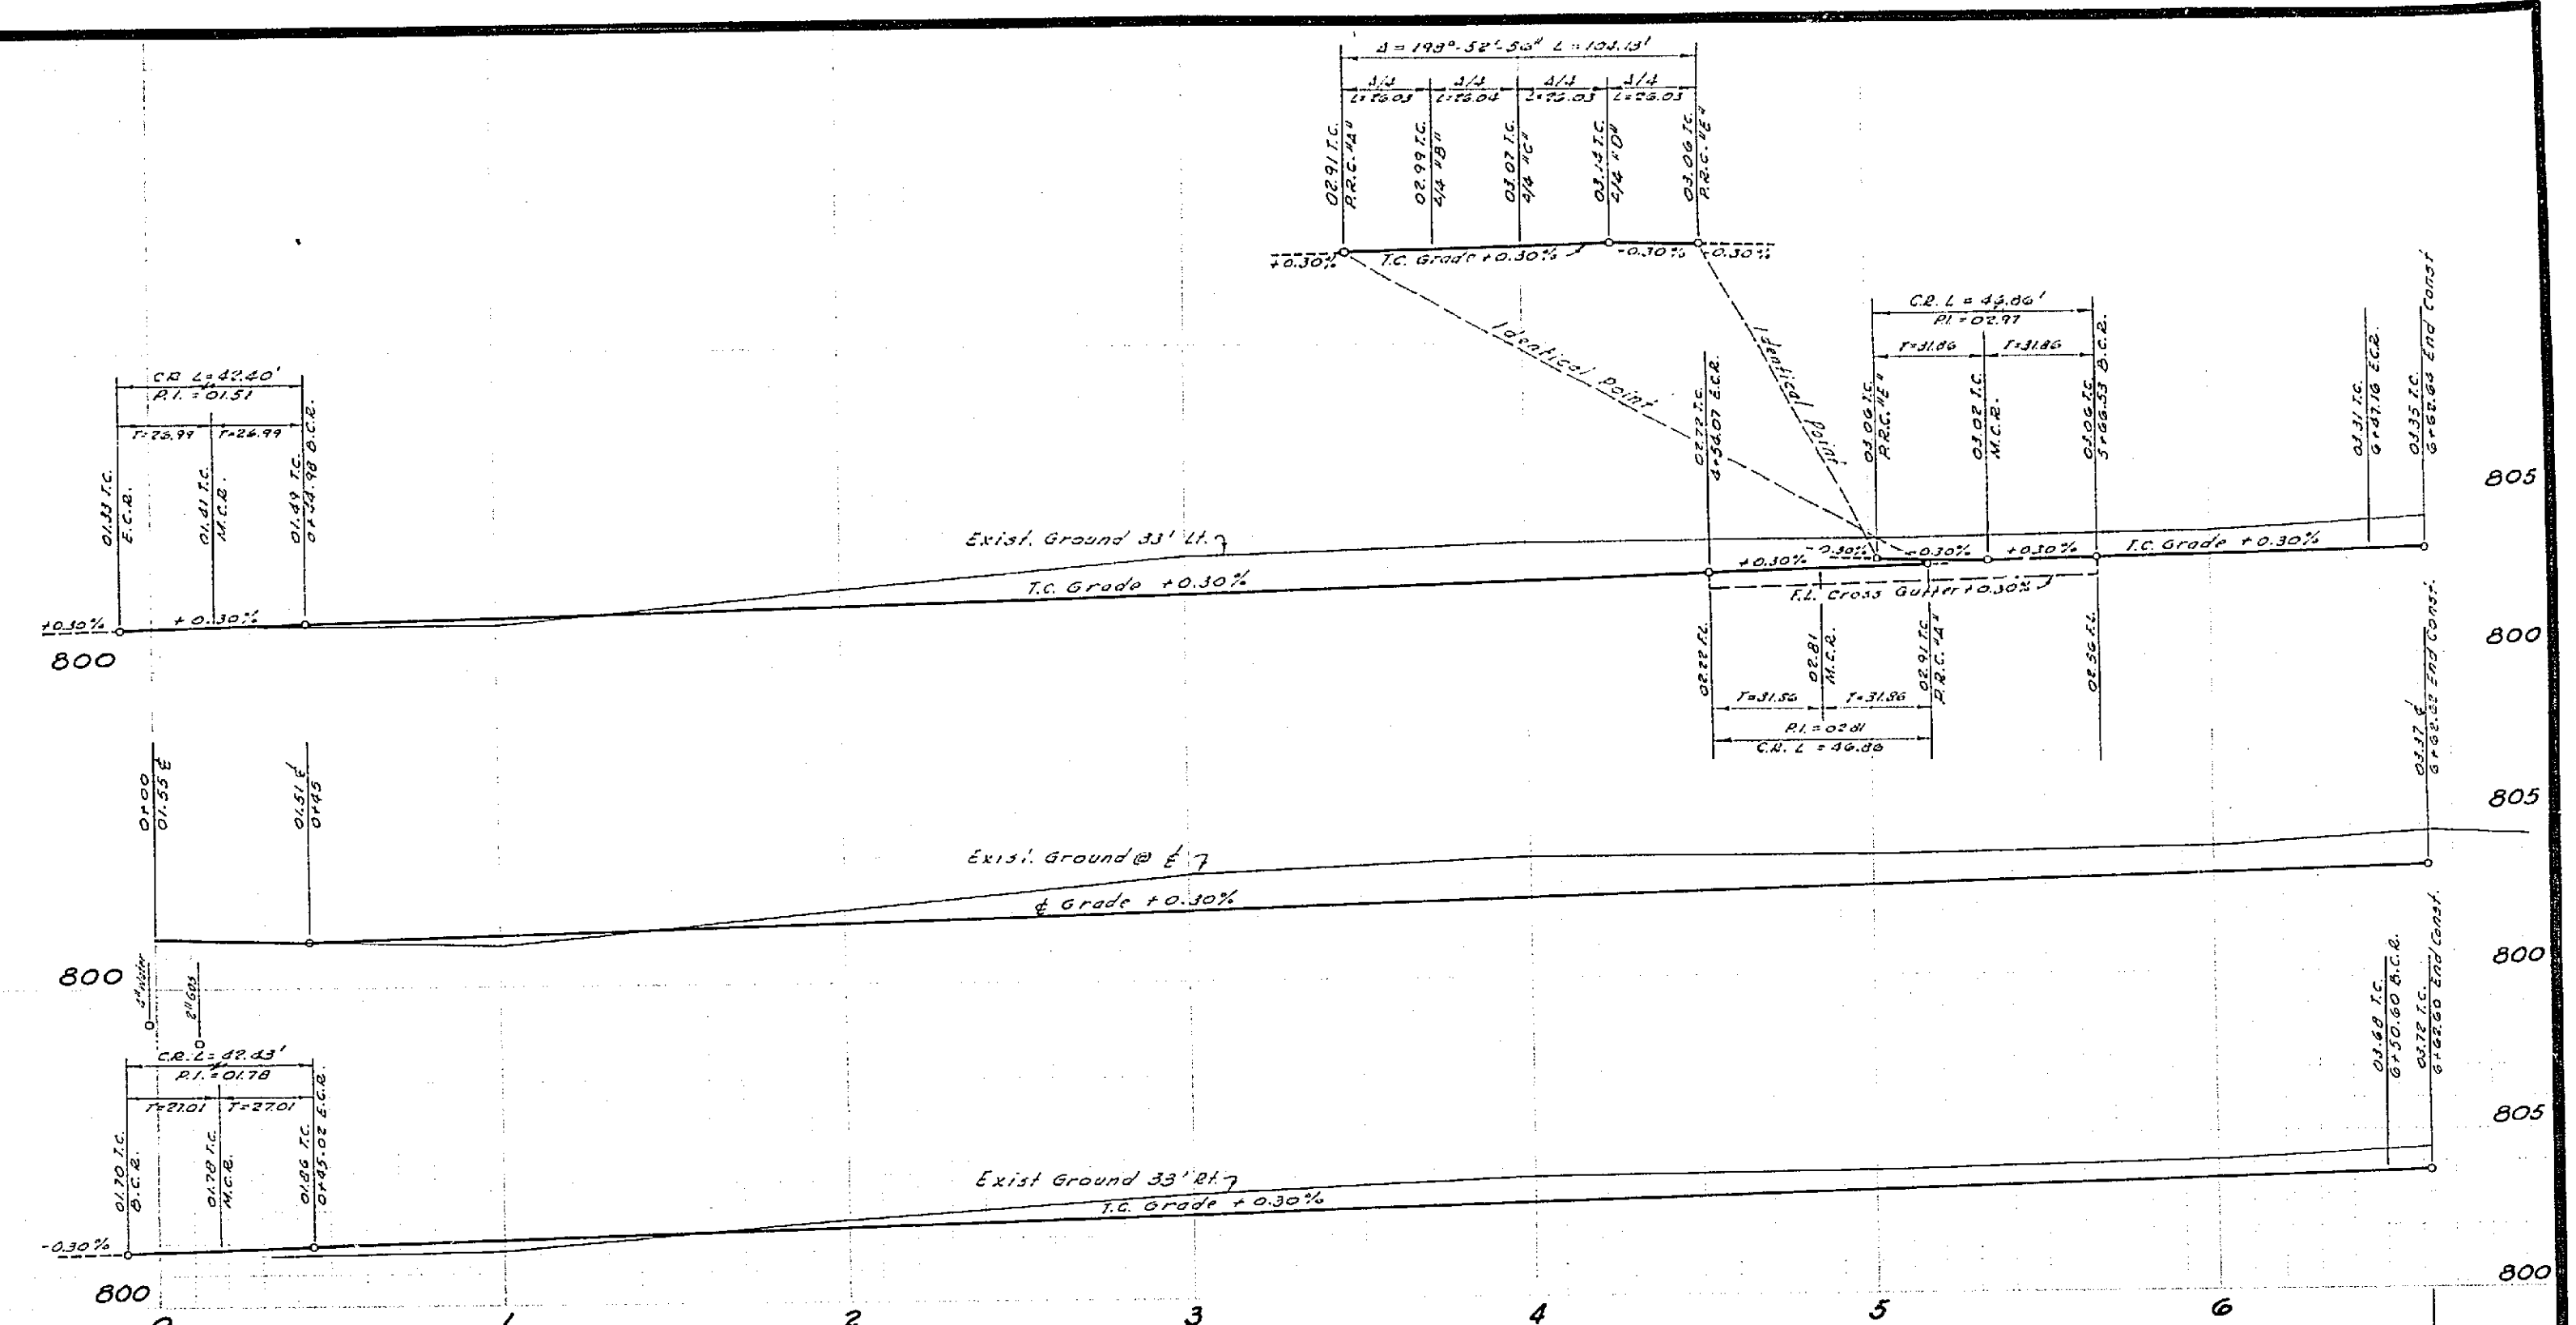 Δ = 193°-52'-56" L = 104.13'
Δ/4 Δ/4 Δ/4 Δ/4
L=26.03 L=26.04 L=26.03 L=26.03
02.91 T.C.
P.R.C. "A"
02.99 T.C.
Δ/4 "B"
03.07 T.C.
Δ/4 "C"
03.14 T.C.
Δ/4 "D"
03.06 T.C.
P.R.C. "E"
+0.30% T.C. Grade +0.30% -0.30% -0.30%
Identical Point
Identical Point
C.R. L = 42.40'
P.I. = 01.51
T=26.99 T=26.99
01.33 T.C.
E.C.R.
01.41 T.C.
M.C.R.
01.49 T.C.
0+44.98 B.C.R.
+0.30% +0.30%
800
Exist. Ground 33' Lt.
T.C. Grade +0.30%
02.72 T.C.
4+54.07 E.C.R.
C.R. L = 46.86'
P.I. = 02.97
T=31.86 T=31.86
03.06 T.C.
P.R.C. "E"
03.02 T.C.
M.C.R.
03.06 T.C.
5+66.53 B.C.R.
03.31 T.C.
6+47.16 E.C.R.
03.35 T.C.
6+62.64 End Const
805
+0.30% -0.30% -0.30% +0.30% T.C. Grade +0.30%
F.L. Cross Gutter +0.30%
800
02.22 F.L.
02.81
M.C.R.
02.91 T.C.
P.R.C. "A"
02.56 F.L.
T=31.86 T=31.86
P.I. = 02.81
C.R. L = 46.86
0+00
01.55 ℄
01.51 ℄
0+45
Exist. Ground @ ℄
℄ Grade +0.30%
03.37 ℄
6+62.62 End Const.
805
800
800
4" Water
2" Gas
C.R. L = 42.43'
P.I. = 01.78
T=27.01 T=27.01
01.70 T.C.
B.C.R.
01.78 T.C.
M.C.R.
01.86 T.C.
0+45.02 E.C.R.
-0.30%
Exist Ground 33' Rt.
T.C. Grade +0.30%
03.68 T.C.
6+50.60 B.C.R.
03.72 T.C.
6+62.60 End Const.
805
800
800
0 1 2 3 4 5 6